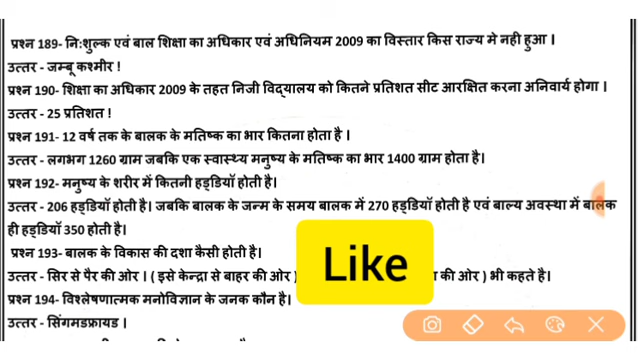 प्रश्न 189- नि:शुल्क एवं बाल शिक्षा का अधिकार एवं अधिनियम 2009 का विस्तार किस राज्य मे नही हुआ ।
उत्तर - जम्बू कश्मीर !
प्रश्न 190- शिक्षा का अधिकार 2009 के तहत निजी विद्यालय को कितने प्रतिशत सीट आरक्षित करना अनिवार्य होगा ।
उत्तर - 25 प्रतिशत !
प्रश्न 191- 12 वर्ष तक के बालक के मतिष्क का भार कितना होता है ।
उत्तर - लगभग 1260 ग्राम जबकि एक स्वास्थ्य मनुष्य के मतिष्क का भार 1400 ग्राम होता है।
प्रश्न 192- मनुष्य के शरीर में कितनी हड्डियॉ होती है।
उत्तर - 206 हड्डियॉ होती है। जबकि बालक के जन्म के समय बालक में 270 हड्डियॉ होती है एवं बाल्य अवस्था में बालक
ही हड्डियॉ 350 होती है।
प्रश्न 193- बालक के विकास की दशा कैसी होती है।
उत्तर - सिर से पैर की ओर । ( इसे केन्द्रा से बाहर की ओर ) की ओर ) भी कहते है।
Like
प्रश्न 194- विश्लेषणात्मक मनोविज्ञान के जनक कौन है।
उत्तर - सिंगमडफ्रायड ।